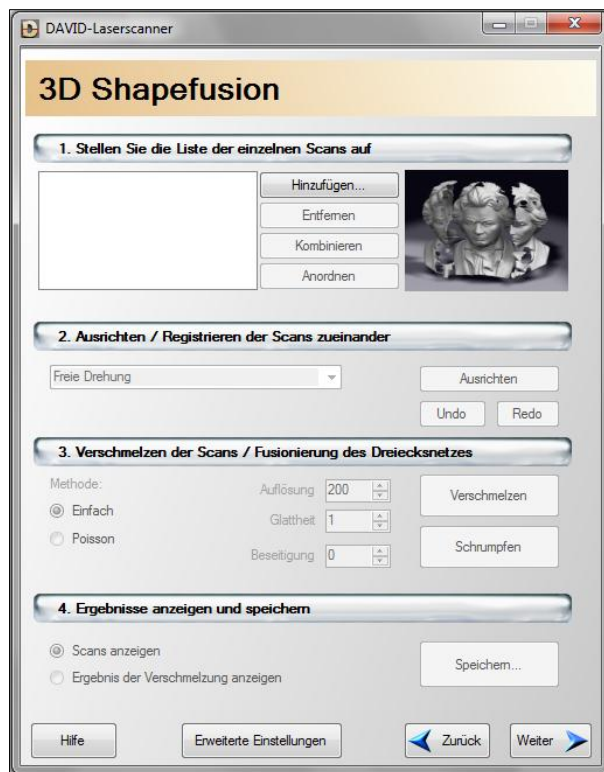 DAVID-Laserscanner
3D Shapefusion
1. Stellen Sie die Liste der einzelnen Scans auf
Hinzufügen...
Entfernen
Kombinieren
Anordnen
2. Ausrichten / Registrieren der Scans zueinander
Freie Drehung
Ausrichten
Undo
Redo
3. Verschmelzen der Scans / Fusionierung des Dreiecksnetzes
Methode:
Einfach
Poisson
Auflösung 200
Glattheit 1
Beseitigung 0
Verschmelzen
Schrumpfen
4. Ergebnisse anzeigen und speichern
Scans anzeigen
Ergebnis der Verschmelzung anzeigen
Speichern...
Hilfe
Erweiterte Einstellungen
Zurück
Weiter